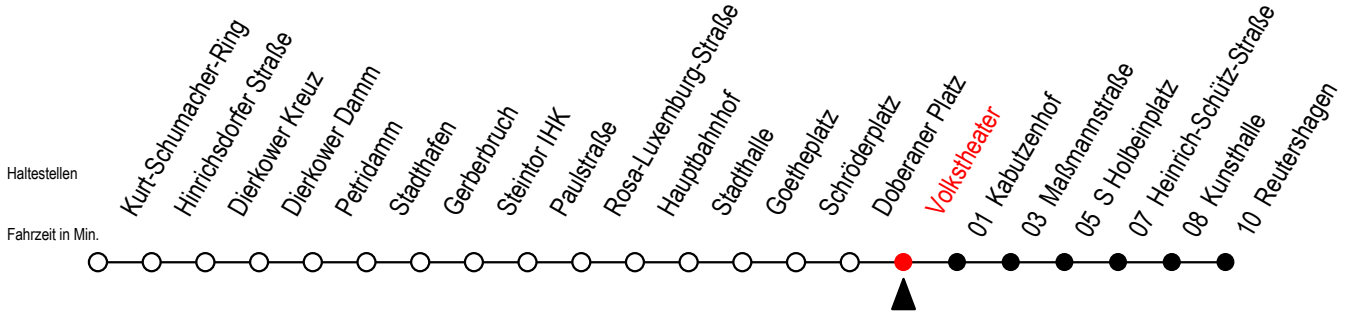 Haltestellen
Fahrzeit in Min.
Kurt-Schumacher-Ring
Hinrichsdorfer Straße
Dierkower Kreuz
Dierkower Damm
Petridamm
Stadthafen
Gerberbruch
Steintor IHK
Paulstraße
Rosa-Luxemburg-Straße
Hauptbahnhof
Stadthalle
Goetheplatz
Schröderplatz
Doberaner Platz
Volkstheater
01 Kabutzenhof
03 Maßmannstraße
05 S Holbeinplatz
07 Heinrich-Schütz-Straße
08 Kunsthalle
10 Reutershagen